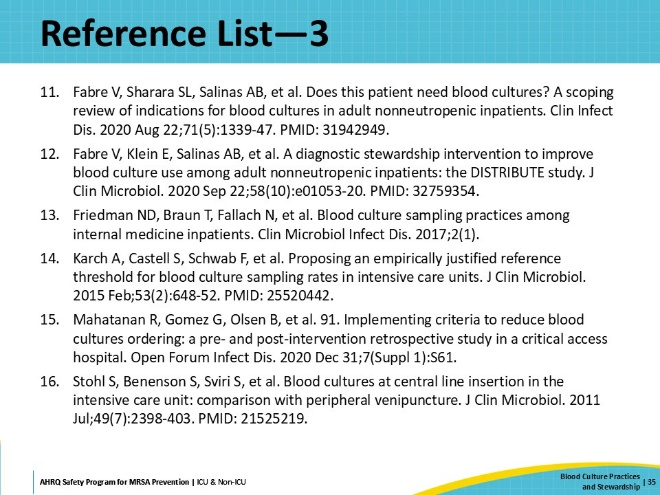 Reference List—3
11. Fabre V, Sharara SL, Salinas AB, et al. Does this patient need blood cultures? A scoping
review of indications for blood cultures in adult nonneutropenic inpatients. Clin Infect
Dis. 2020 Aug 22;71(5):1339-47. PMID: 31942949.
12. Fabre V, Klein E, Salinas AB, et al. A diagnostic stewardship intervention to improve
blood culture use among adult nonneutropenic inpatients: the DISTRIBUTE study. J
Clin Microbiol. 2020 Sep 22;58(10):e01053-20. PMID: 32759354.
13. Friedman ND, Braun T, Fallach N, et al. Blood culture sampling practices among
internal medicine inpatients. Clin Microbiol Infect Dis. 2017;2(1).
14. Karch A, Castell S, Schwab F, et al. Proposing an empirically justified reference
threshold for blood culture sampling rates in intensive care units. J Clin Microbiol.
2015 Feb;53(2):648-52. PMID: 25520442.
15. Mahatanan R, Gomez G, Olsen B, et al. 91. Implementing criteria to reduce blood
cultures ordering: a pre- and post-intervention retrospective study in a critical access
hospital. Open Forum Infect Dis. 2020 Dec 31;7(Suppl 1):S61.
16. Stohl S, Benenson S, Sviri S, et al. Blood cultures at central line insertion in the
intensive care unit: comparison with peripheral venipuncture. J Clin Microbiol. 2011
Jul;49(7):2398-403. PMID: 21525219.
AHRQ Safety Program for MRSA Prevention | ICU & Non-ICU
Blood Culture Practices
and Stewardship | 35